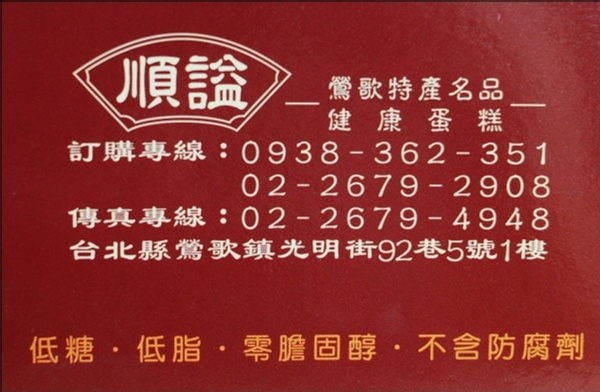 順謚
鶯歌特產名品
健康蛋糕
訂購專線：0938-362-351
02-2679-2908
傳真專線：02-2679-4948
台北縣鶯歌鎮光明街92巷5號1樓
低糖·低脂·零膽固醇·不含防腐劑